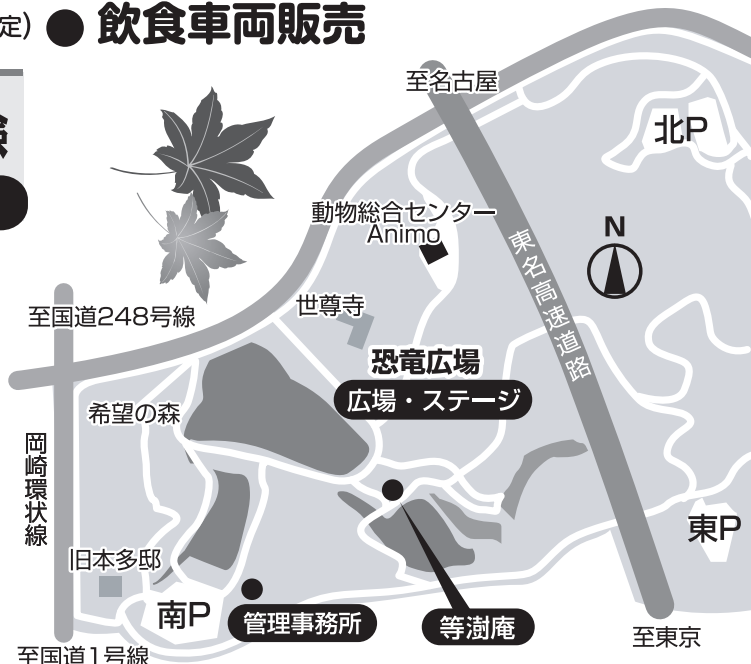 定) ● 飲食車両販売
至名古屋
北P
動物総合センター
Animo
N
東名高速道路
世尊寺
至国道248号線
恐竜広場
広場・ステージ
希望の森
岡崎環状線
東P
旧本多邸
南P
管理事務所
等澍庵
至東京
至国道1号線